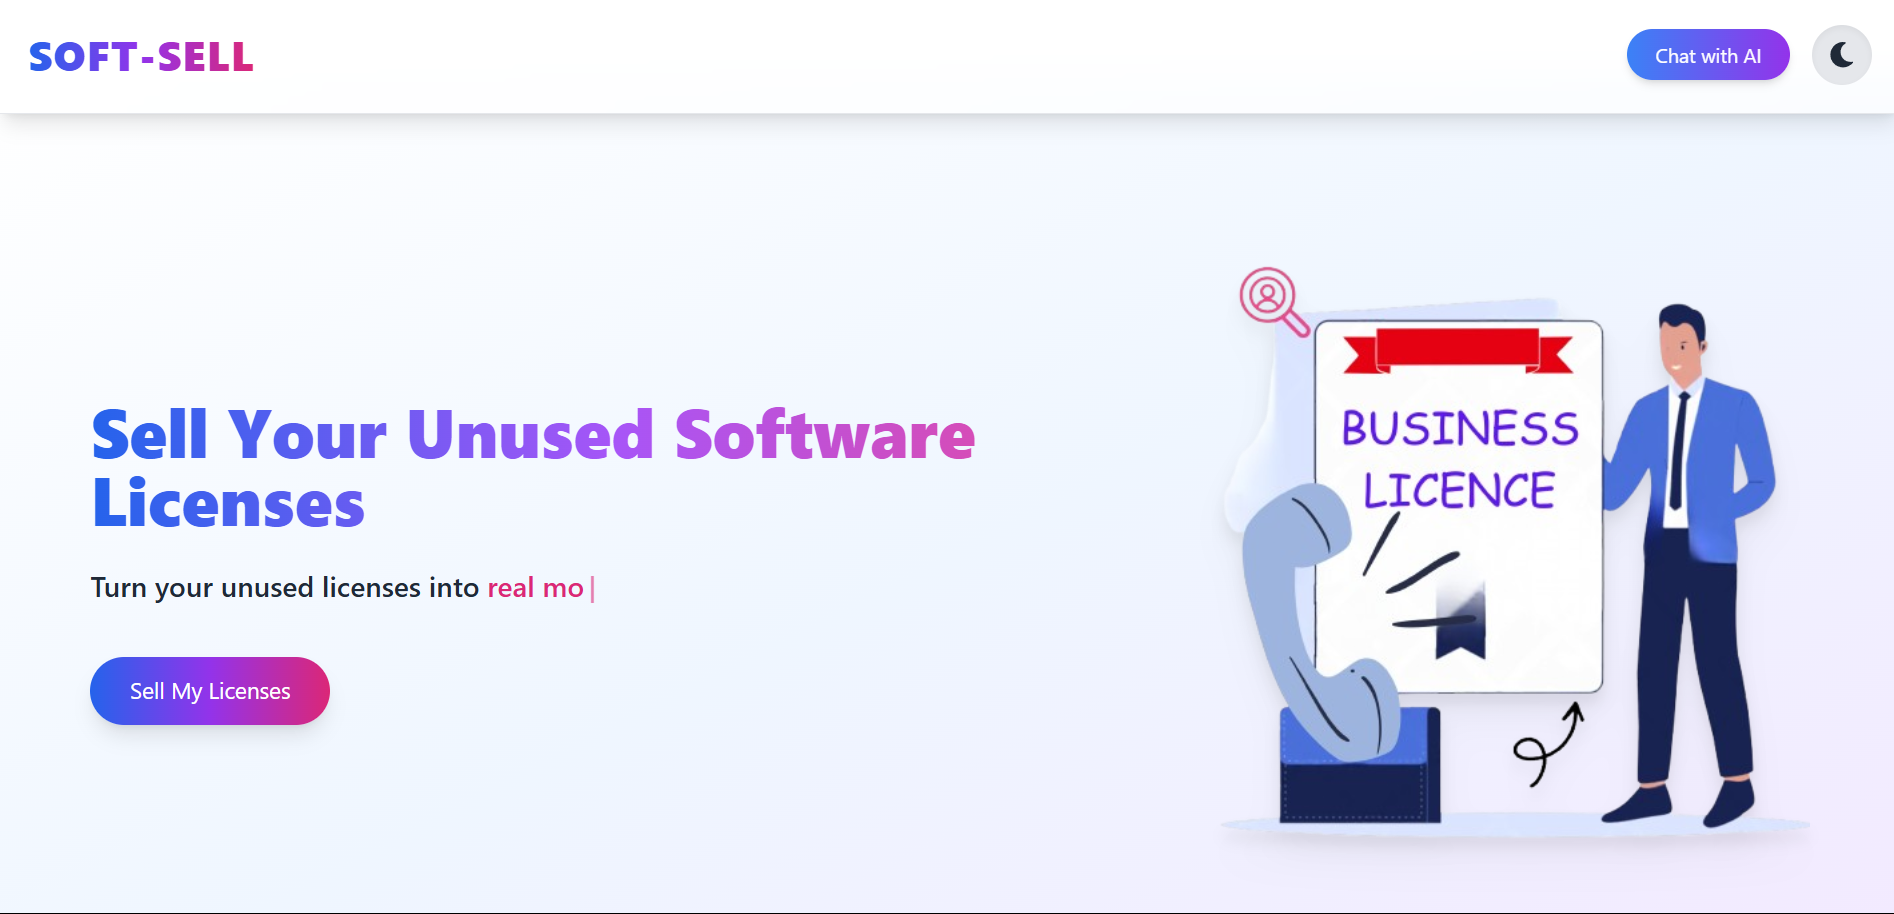 SOFT-SELL
Chat with AI
Sell Your Unused Software
Licenses
Turn your unused licenses into real mo|
Sell My Licenses
BUSINESS
LICENCE